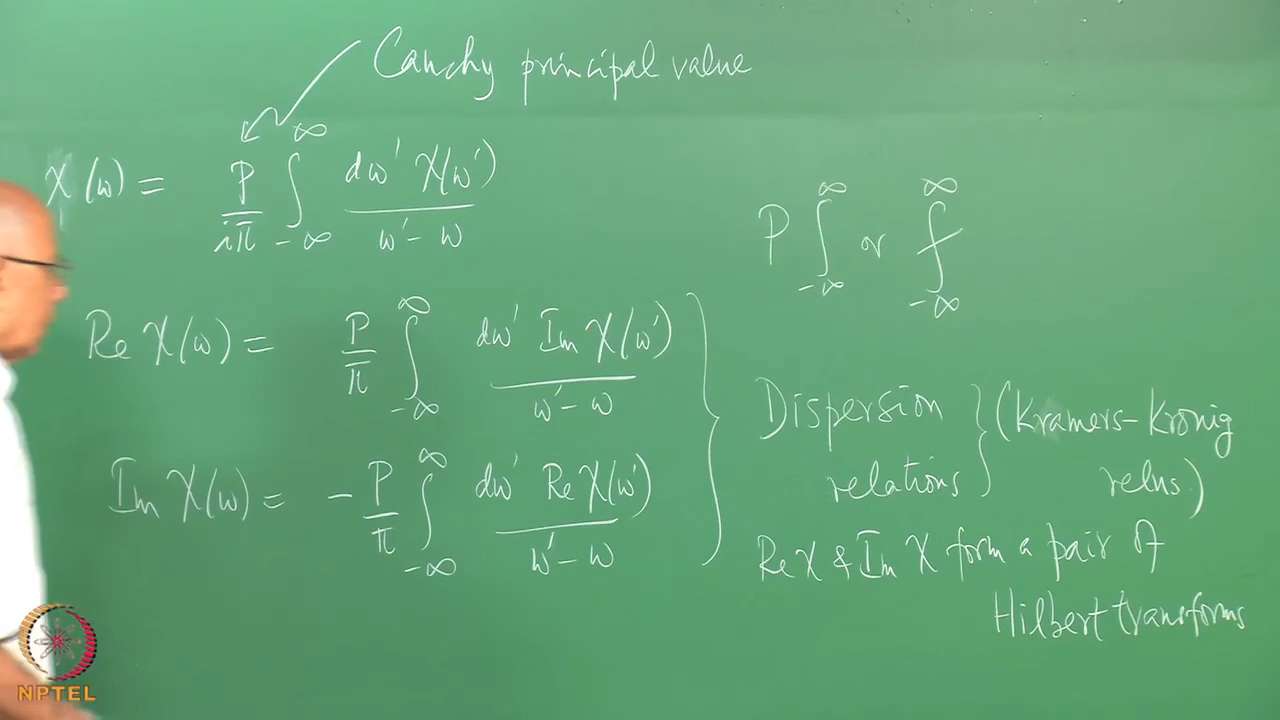 Cauchy principal value
χ(ω) = P/iπ ∫_{-∞}^{∞} dω' χ(ω') / ω' - ω
P ∫_{-∞}^{∞} or ⨍_{-∞}^{∞}
Re χ(ω) = P/π ∫_{-∞}^{∞} dω' Im χ(ω') / ω' - ω
Im χ(ω) = - P/π ∫_{-∞}^{∞} dω' Re χ(ω') / ω' - ω
Dispersion
relations
(Kramers-Kronig
relns.)
Re χ & Im χ form a pair of
Hilbert transforms
NPTEL